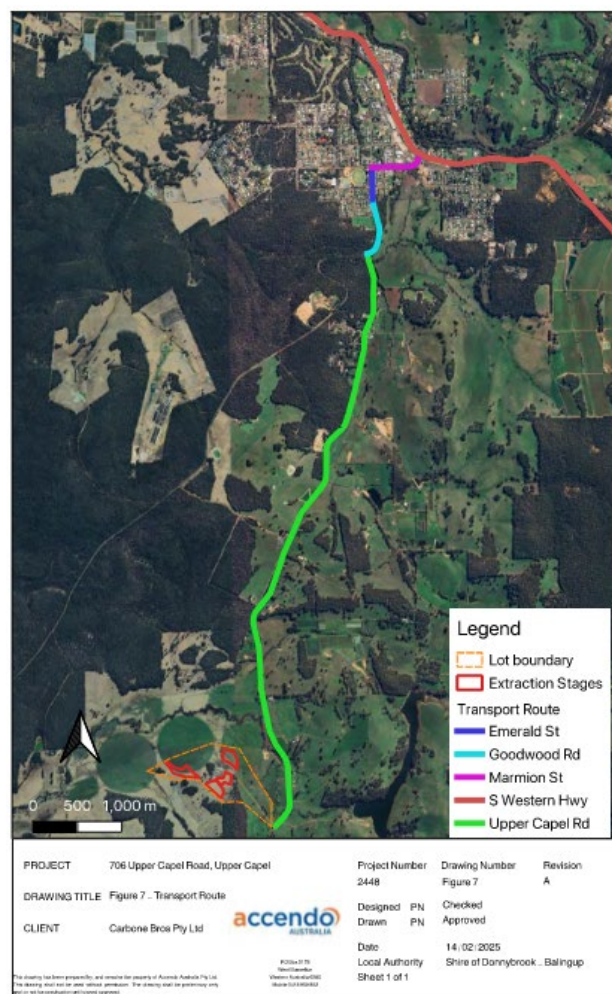 Legend
Lot boundary
Extraction Stages
Transport Route
Emerald St
Goodwood Rd
Marmion St
S Western Hwy
Upper Capel Rd
0 500 1,000 m
PROJECT 706 Upper Capel Road, Upper Capel
DRAWING TITLE Figure 7 _ Transport Route
CLIENT Carbone Bros Pty Ltd
accendo
AUSTRALIA
Project Number Drawing Number Revision
2448 Figure 7 A
Designed PN Checked
Drawn PN Approved
Date 14/02/2025
Local Authority Shire of Donnybrook _ Balingup
Sheet 1 of 1